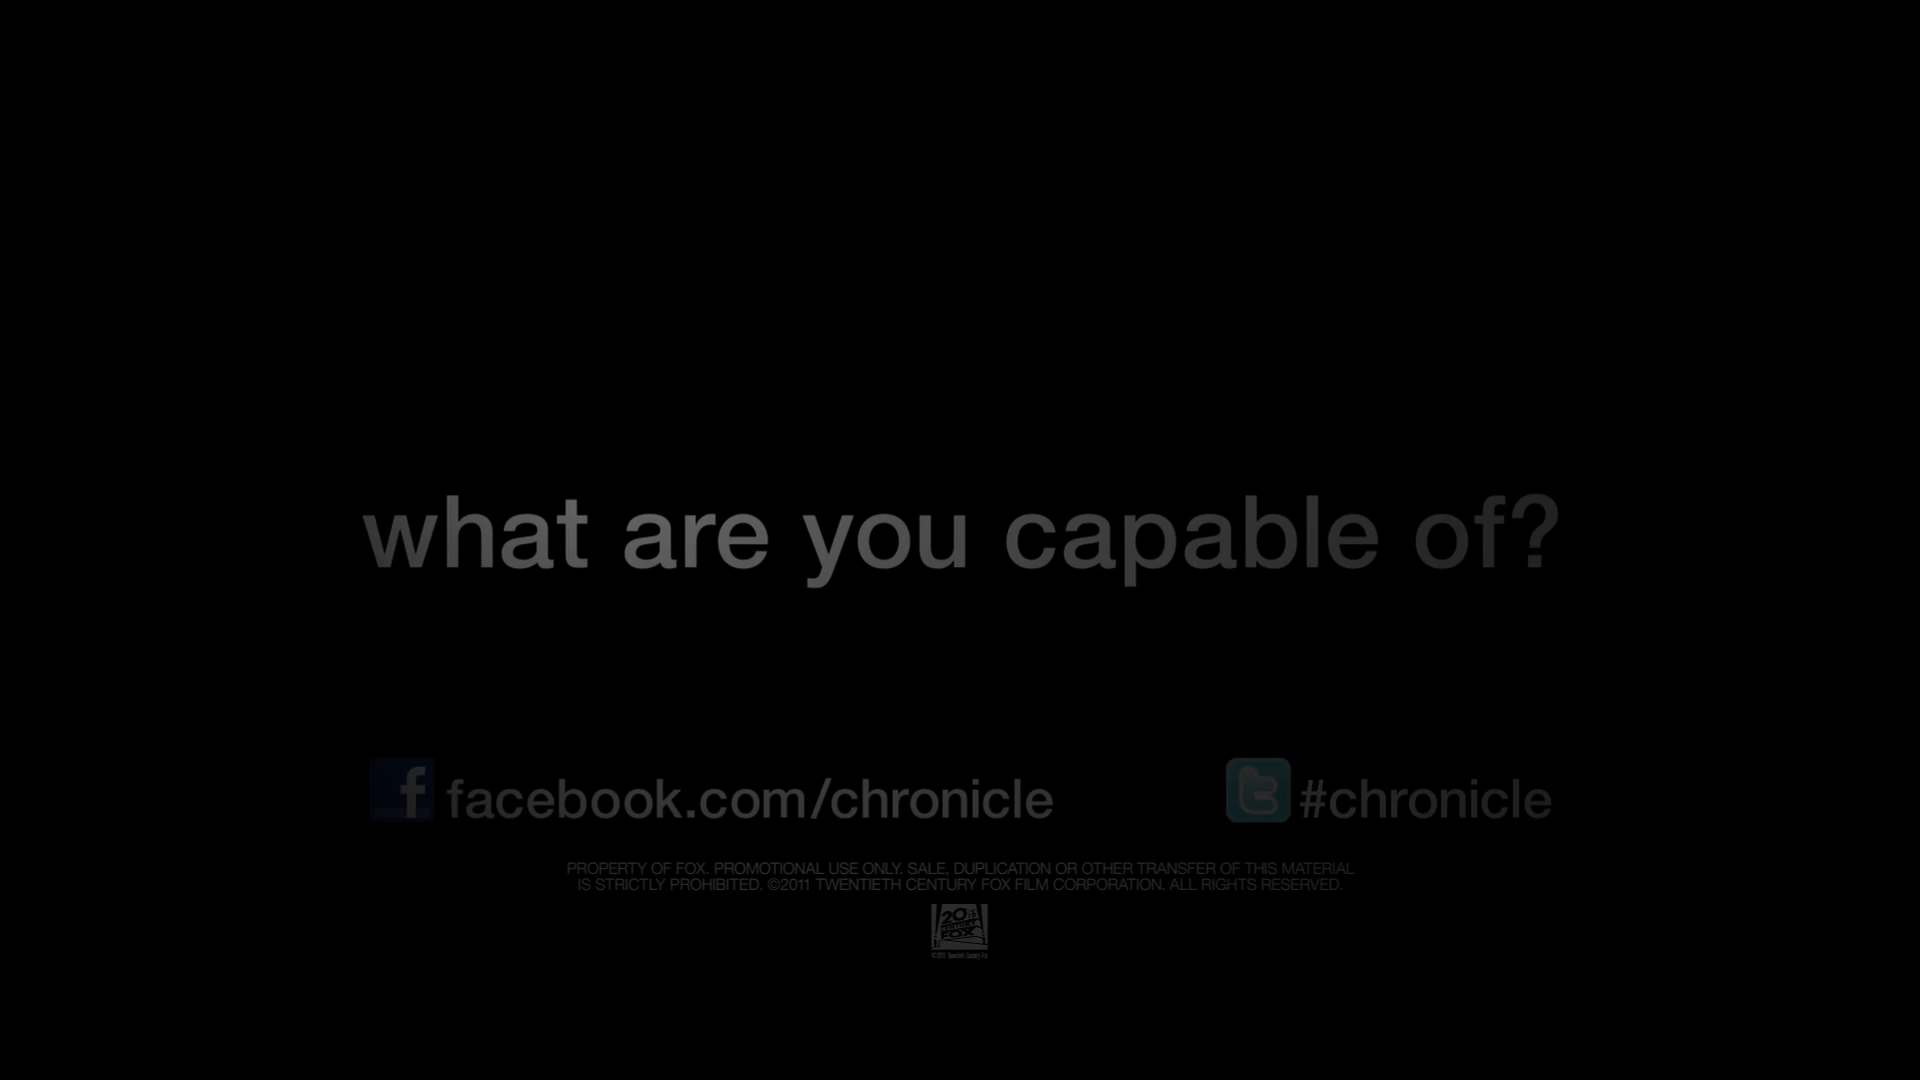 what are you capable of?
facebook.com/chronicle
#chronicle
PROPERTY OF FOX. PROMOTIONAL USE ONLY. SALE, DUPLICATION OR OTHER TRANSFER OF THIS MATERIAL
IS STRICTLY PROHIBITED. ©2011 TWENTIETH CENTURY FOX FILM CORPORATION. ALL RIGHTS RESERVED.
20th
CENTURY
FOX